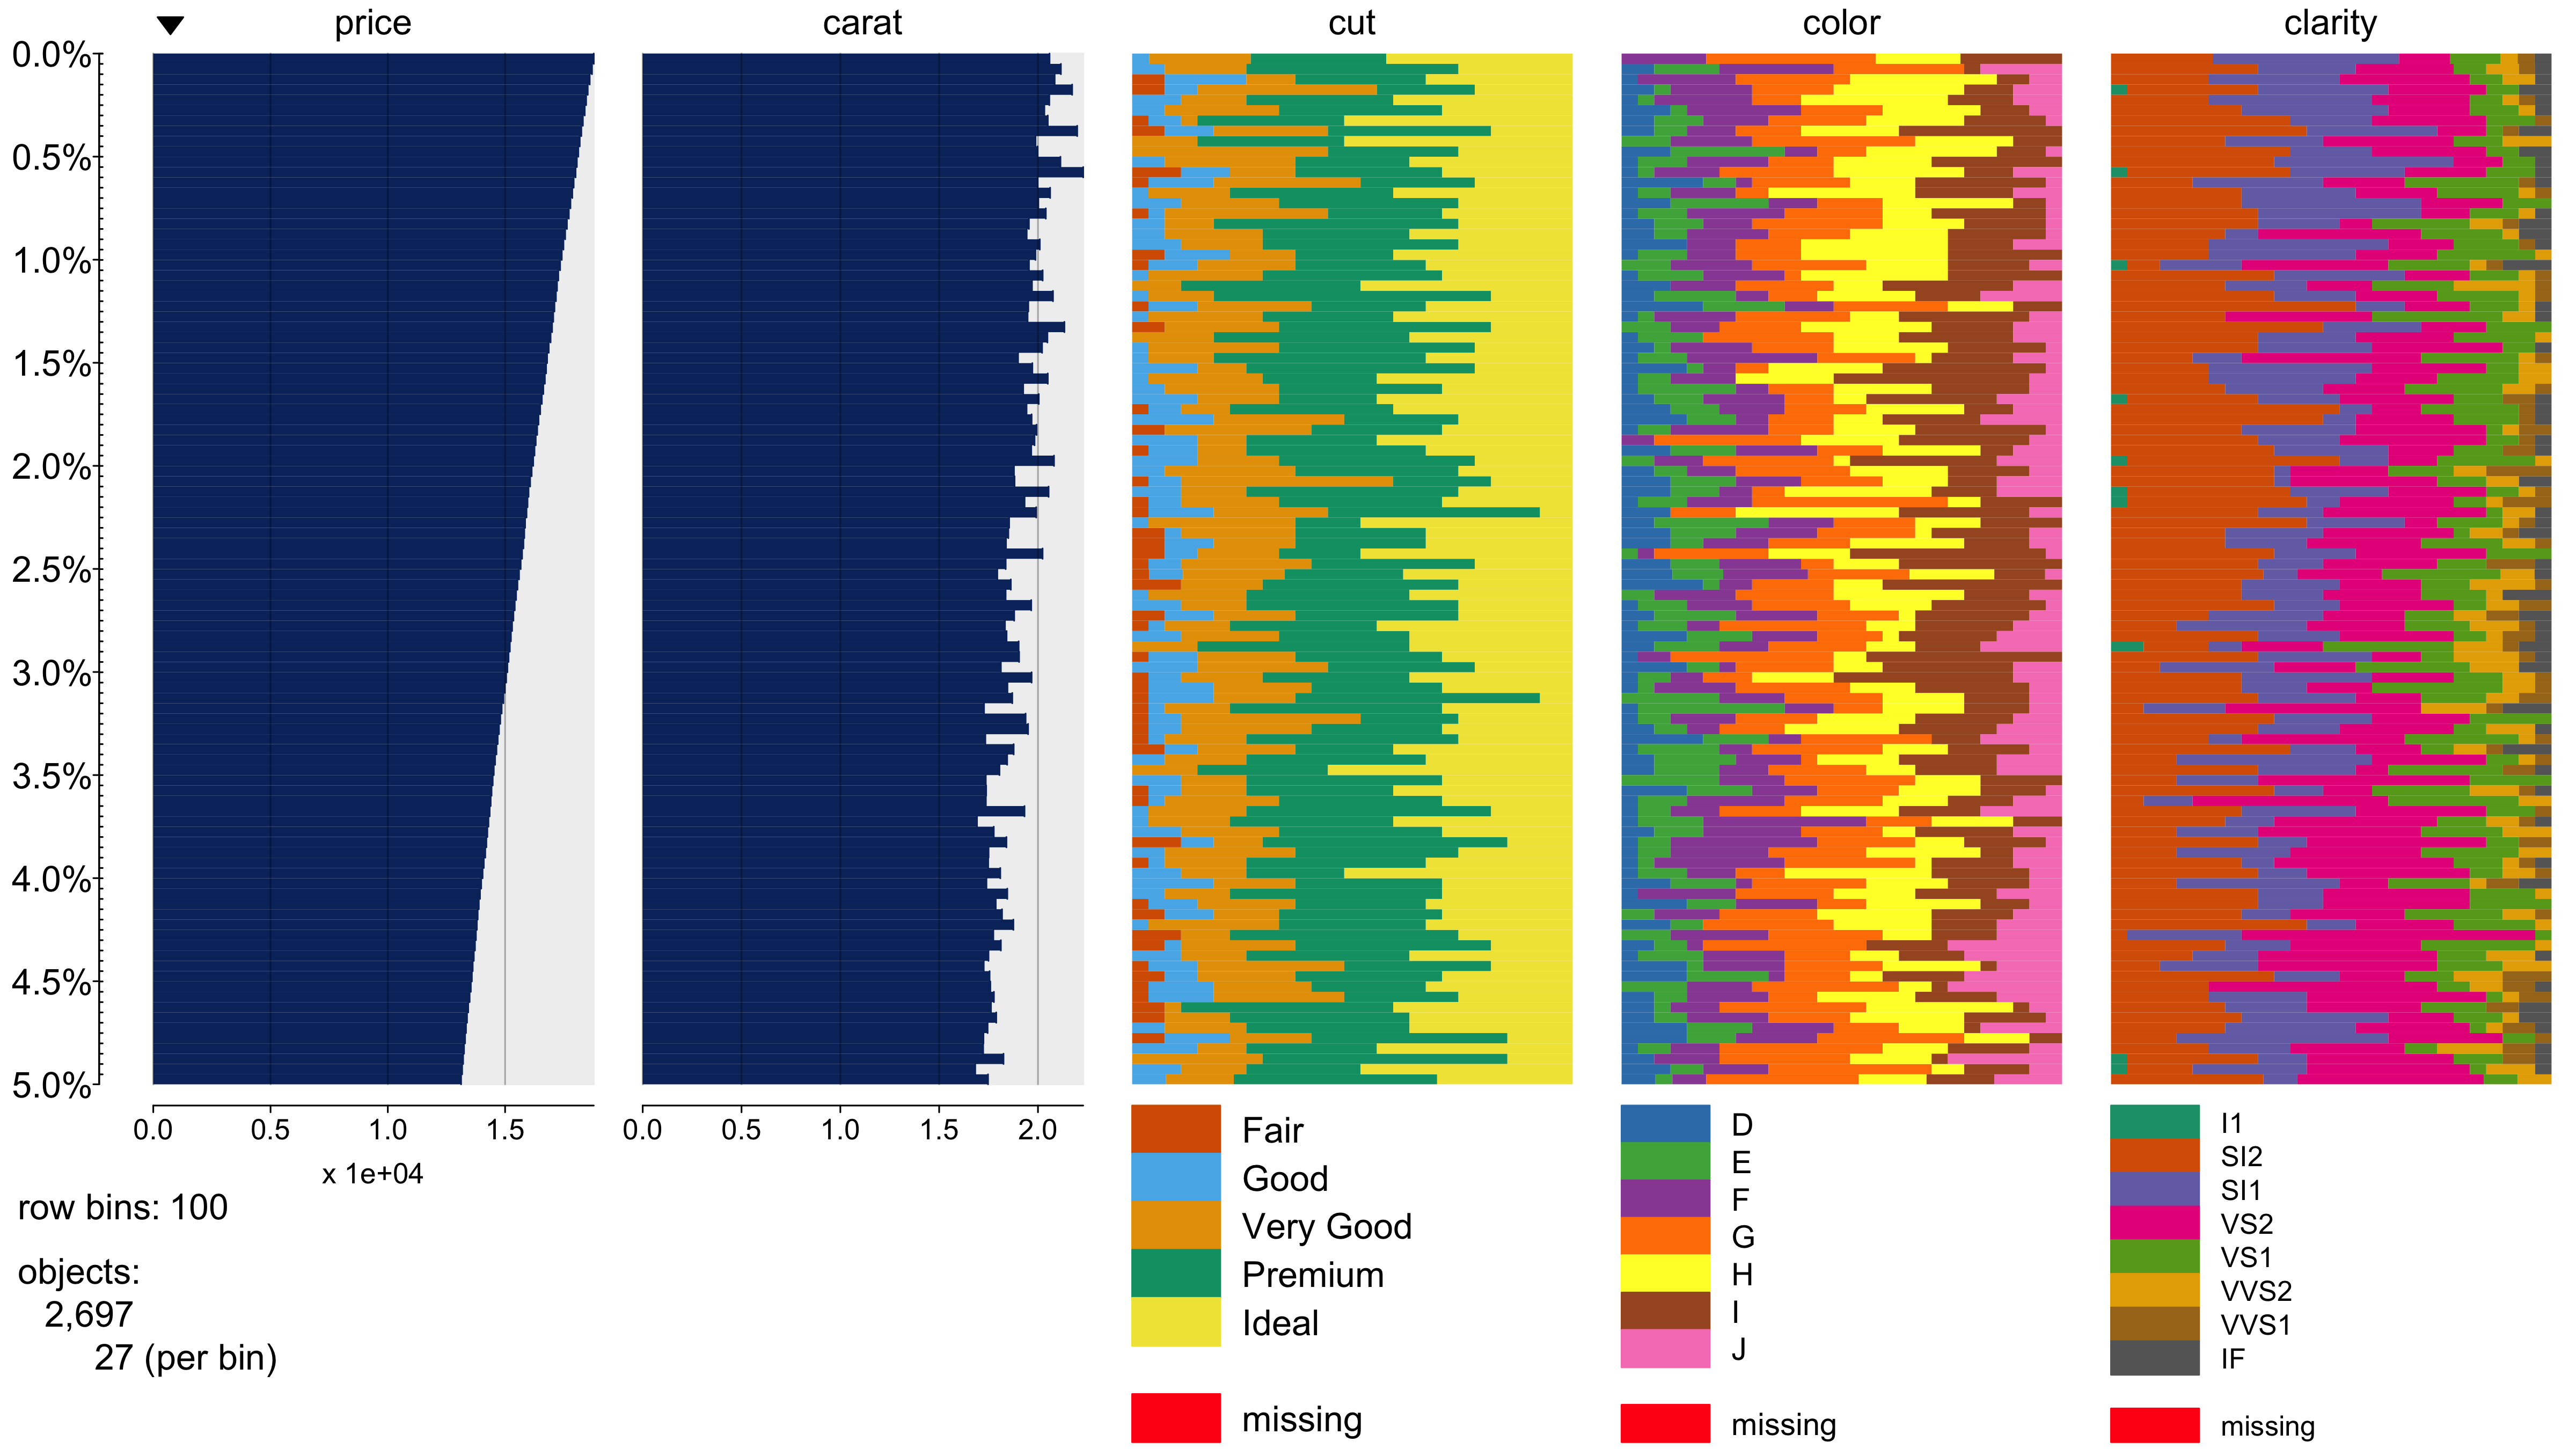 price
carat
cut
color
clarity
0.0%
0.5%
1.0%
1.5%
2.0%
2.5%
3.0%
3.5%
4.0%
4.5%
5.0%
0.0 0.5 1.0 1.5
x 1e+04
0.0 0.5 1.0 1.5 2.0
row bins: 100
objects:
2,697
27 (per bin)
Fair
Good
Very Good
Premium
Ideal
missing
D
E
F
G
H
I
J
missing
I1
SI2
SI1
VS2
VS1
VVS2
VVS1
IF
missing